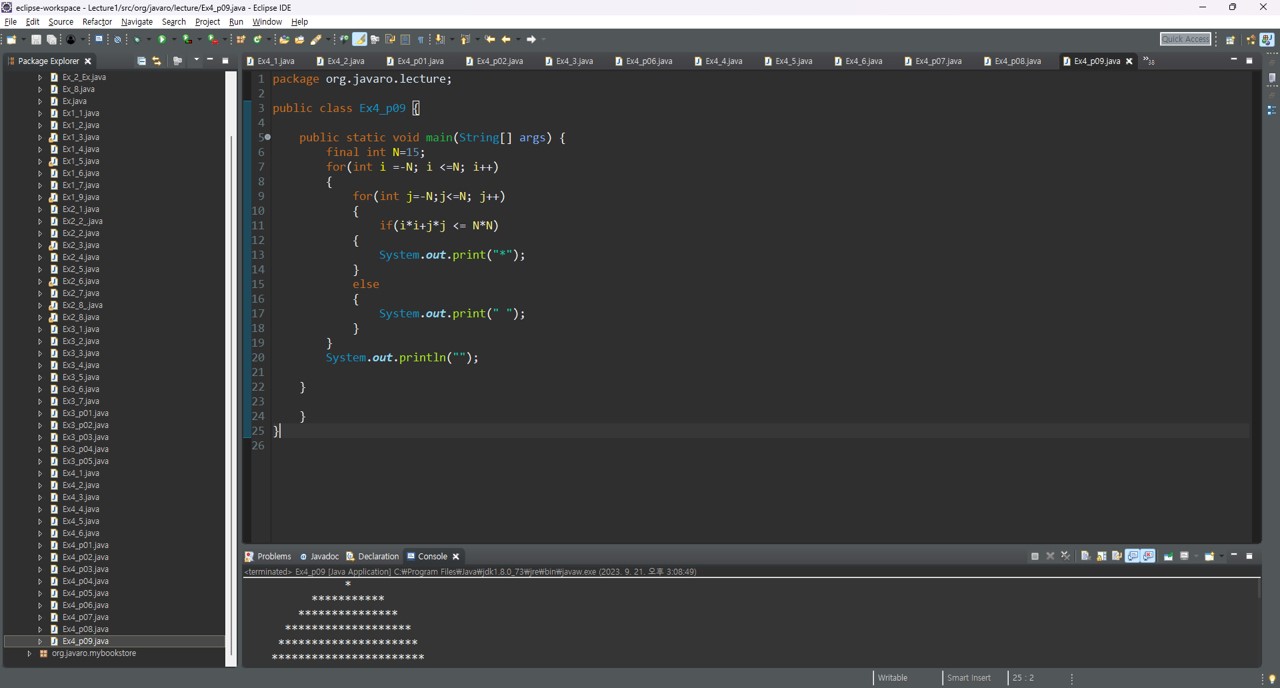 eclipse-workspace - Lecture1/src/org/javaro/lecture/Ex4_p09.java - Eclipse IDE
File Edit Source Refactor Navigate Search Project Run Window Help
Quick Access
Package Explorer
Ex4_1.java Ex4_2.java Ex4_p01.java Ex4_p02.java Ex4_3.java Ex4_p06.java Ex4_4.java Ex4_5.java Ex4_6.java Ex4_p07.java Ex4_p08.java Ex4_p09.java
Ex_2_Ex.java
Ex_8.java
Ex.java
Ex1_1.java
Ex1_2.java
Ex1_3.java
Ex1_4.java
Ex1_5.java
Ex1_6.java
Ex1_7.java
Ex1_9.java
Ex2_1.java
Ex2_2_.java
Ex2_2.java
Ex2_3.java
Ex2_4.java
Ex2_5.java
Ex2_6.java
Ex2_7.java
Ex2_8_.java
Ex2_8.java
Ex3_1.java
Ex3_2.java
Ex3_3.java
Ex3_4.java
Ex3_5.java
Ex3_6.java
Ex3_7.java
Ex3_p01.java
Ex3_p02.java
Ex3_p03.java
Ex3_p04.java
Ex3_p05.java
Ex4_1.java
Ex4_2.java
Ex4_3.java
Ex4_4.java
Ex4_5.java
Ex4_6.java
Ex4_p01.java
Ex4_p02.java
Ex4_p03.java
Ex4_p04.java
Ex4_p05.java
Ex4_p06.java
Ex4_p07.java
Ex4_p08.java
Ex4_p09.java
org.javaro.mybookstore
1 package org.javaro.lecture;
2
3 public class Ex4_p09 {
4
5 public static void main(String[] args) {
6 final int N=15;
7 for(int i =-N; i <=N; i++)
8 {
9 for(int j=-N;j<=N; j++)
10 {
11 if(i*i+j*j <= N*N)
12 {
13 System.out.print("*");
14 }
15 else
16 {
17 System.out.print(" ");
18 }
19 }
20 System.out.println("");
21
22 }
23
24 }
25 }
26
Problems Javadoc Declaration Console
<terminated> Ex4_p09 [Java Application] C:₩Program Files₩Java₩jdk1.8.0_73₩jre₩bin₩javaw.exe (2023. 9. 21. 오후 3:08:49)
*
***********
***************
*******************
*********************
***********************
Writable Smart Insert 25 : 2